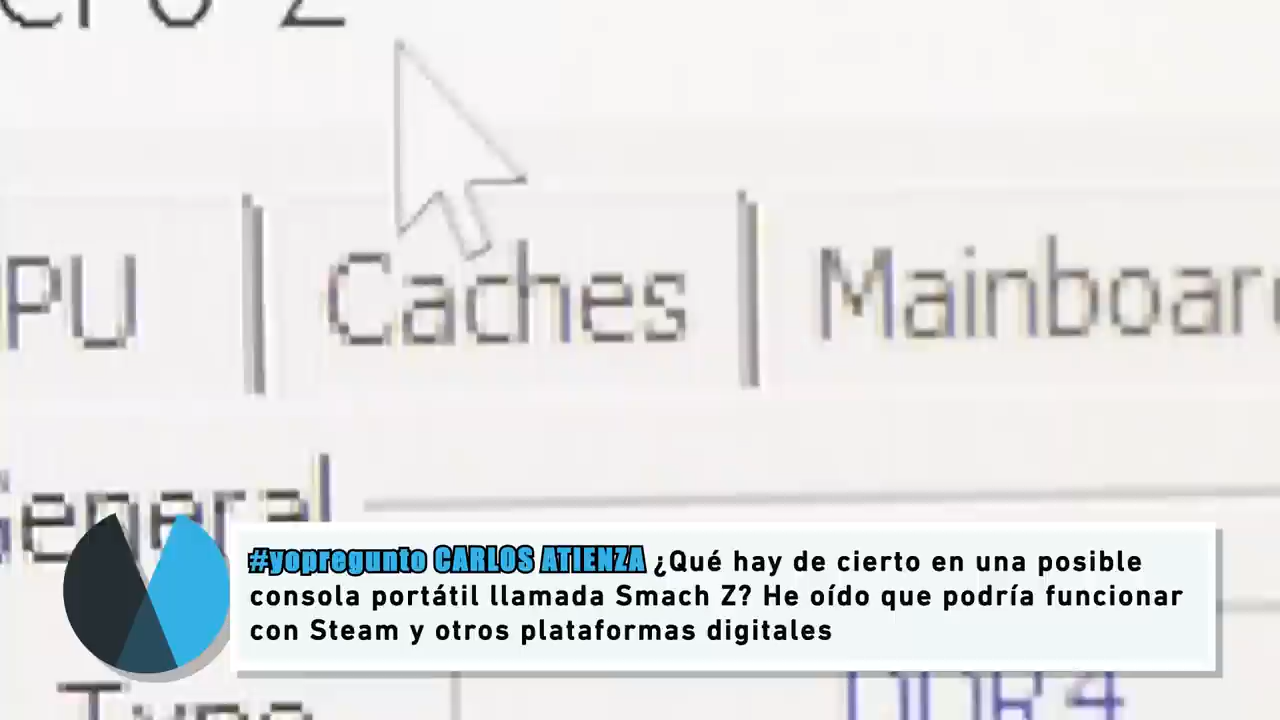 PU
Caches
Mainboar
General
#yopregunto CARLOS ATIENZA ¿Qué hay de cierto en una posible
consola portátil llamada Smach Z? He oído que podría funcionar
con Steam y otros plataformas digitales
Type
DDR4